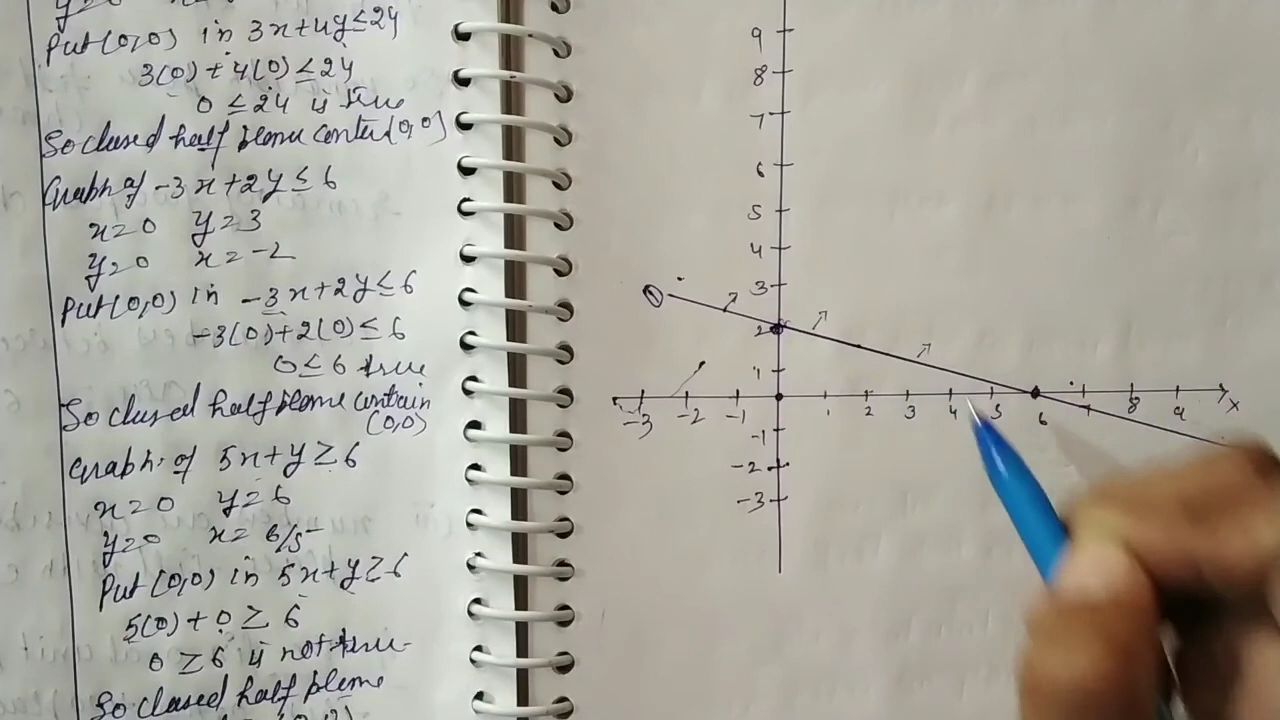 Put (0,0) in 3x+4y≤24
3(0)+4(0)≤24
0≤24 is true
So closed half plane (0,0)
Graph of -3x+2y≤6
x=0 y=3
y=0 x=-2
Put (0,0) in -3x+2y≤6
-3(0)+2(0)≤6
0≤6 true
So closed half plane contain
(0,0)
Graph of 5x+y≥6
x=0 y=6
y=0 x=6/5
Put (0,0) in 5x+y≥6
5(0)+0≥6
0≥6 is not true
So closed half plane
9
8
7
6
5
4
3
①
2
1
-3 -2 -1 1 2 3 4 5 6 7 8 9 x
-1
-2
-3